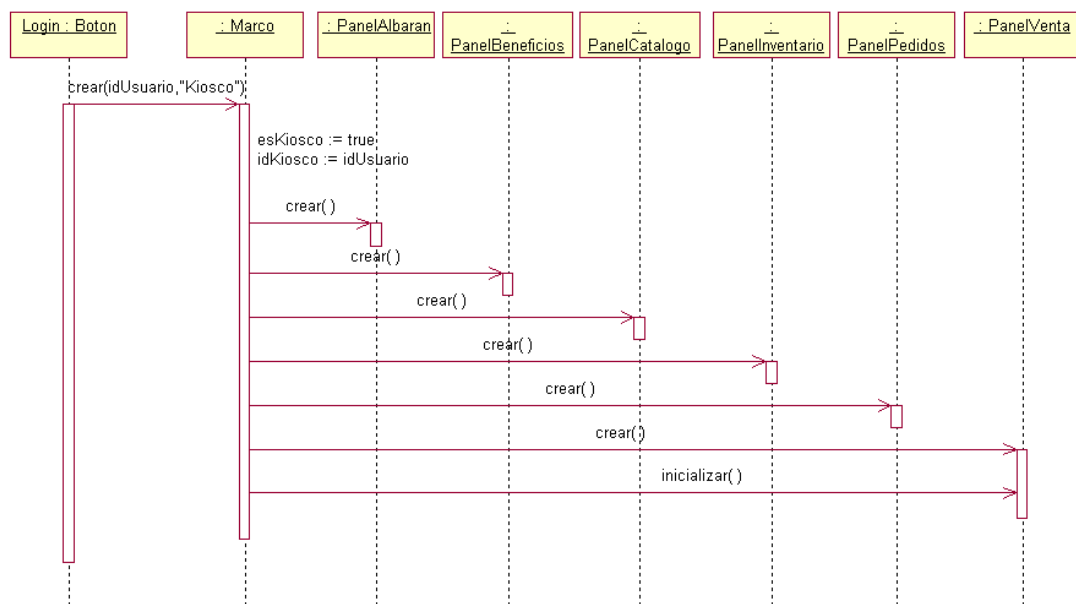 Login : Boton
: Marco
: PanelAlbaran
:
PanelBeneficios
:
PanelCatalogo
:
PanelInventario
:
PanelPedidos
: PanelVenta
crear(idUsuario,"Kiosco")
esKiosco := true
idKiosco := idUsuario
crear( )
crear( )
crear( )
crear( )
crear( )
crear( )
inicializar( )